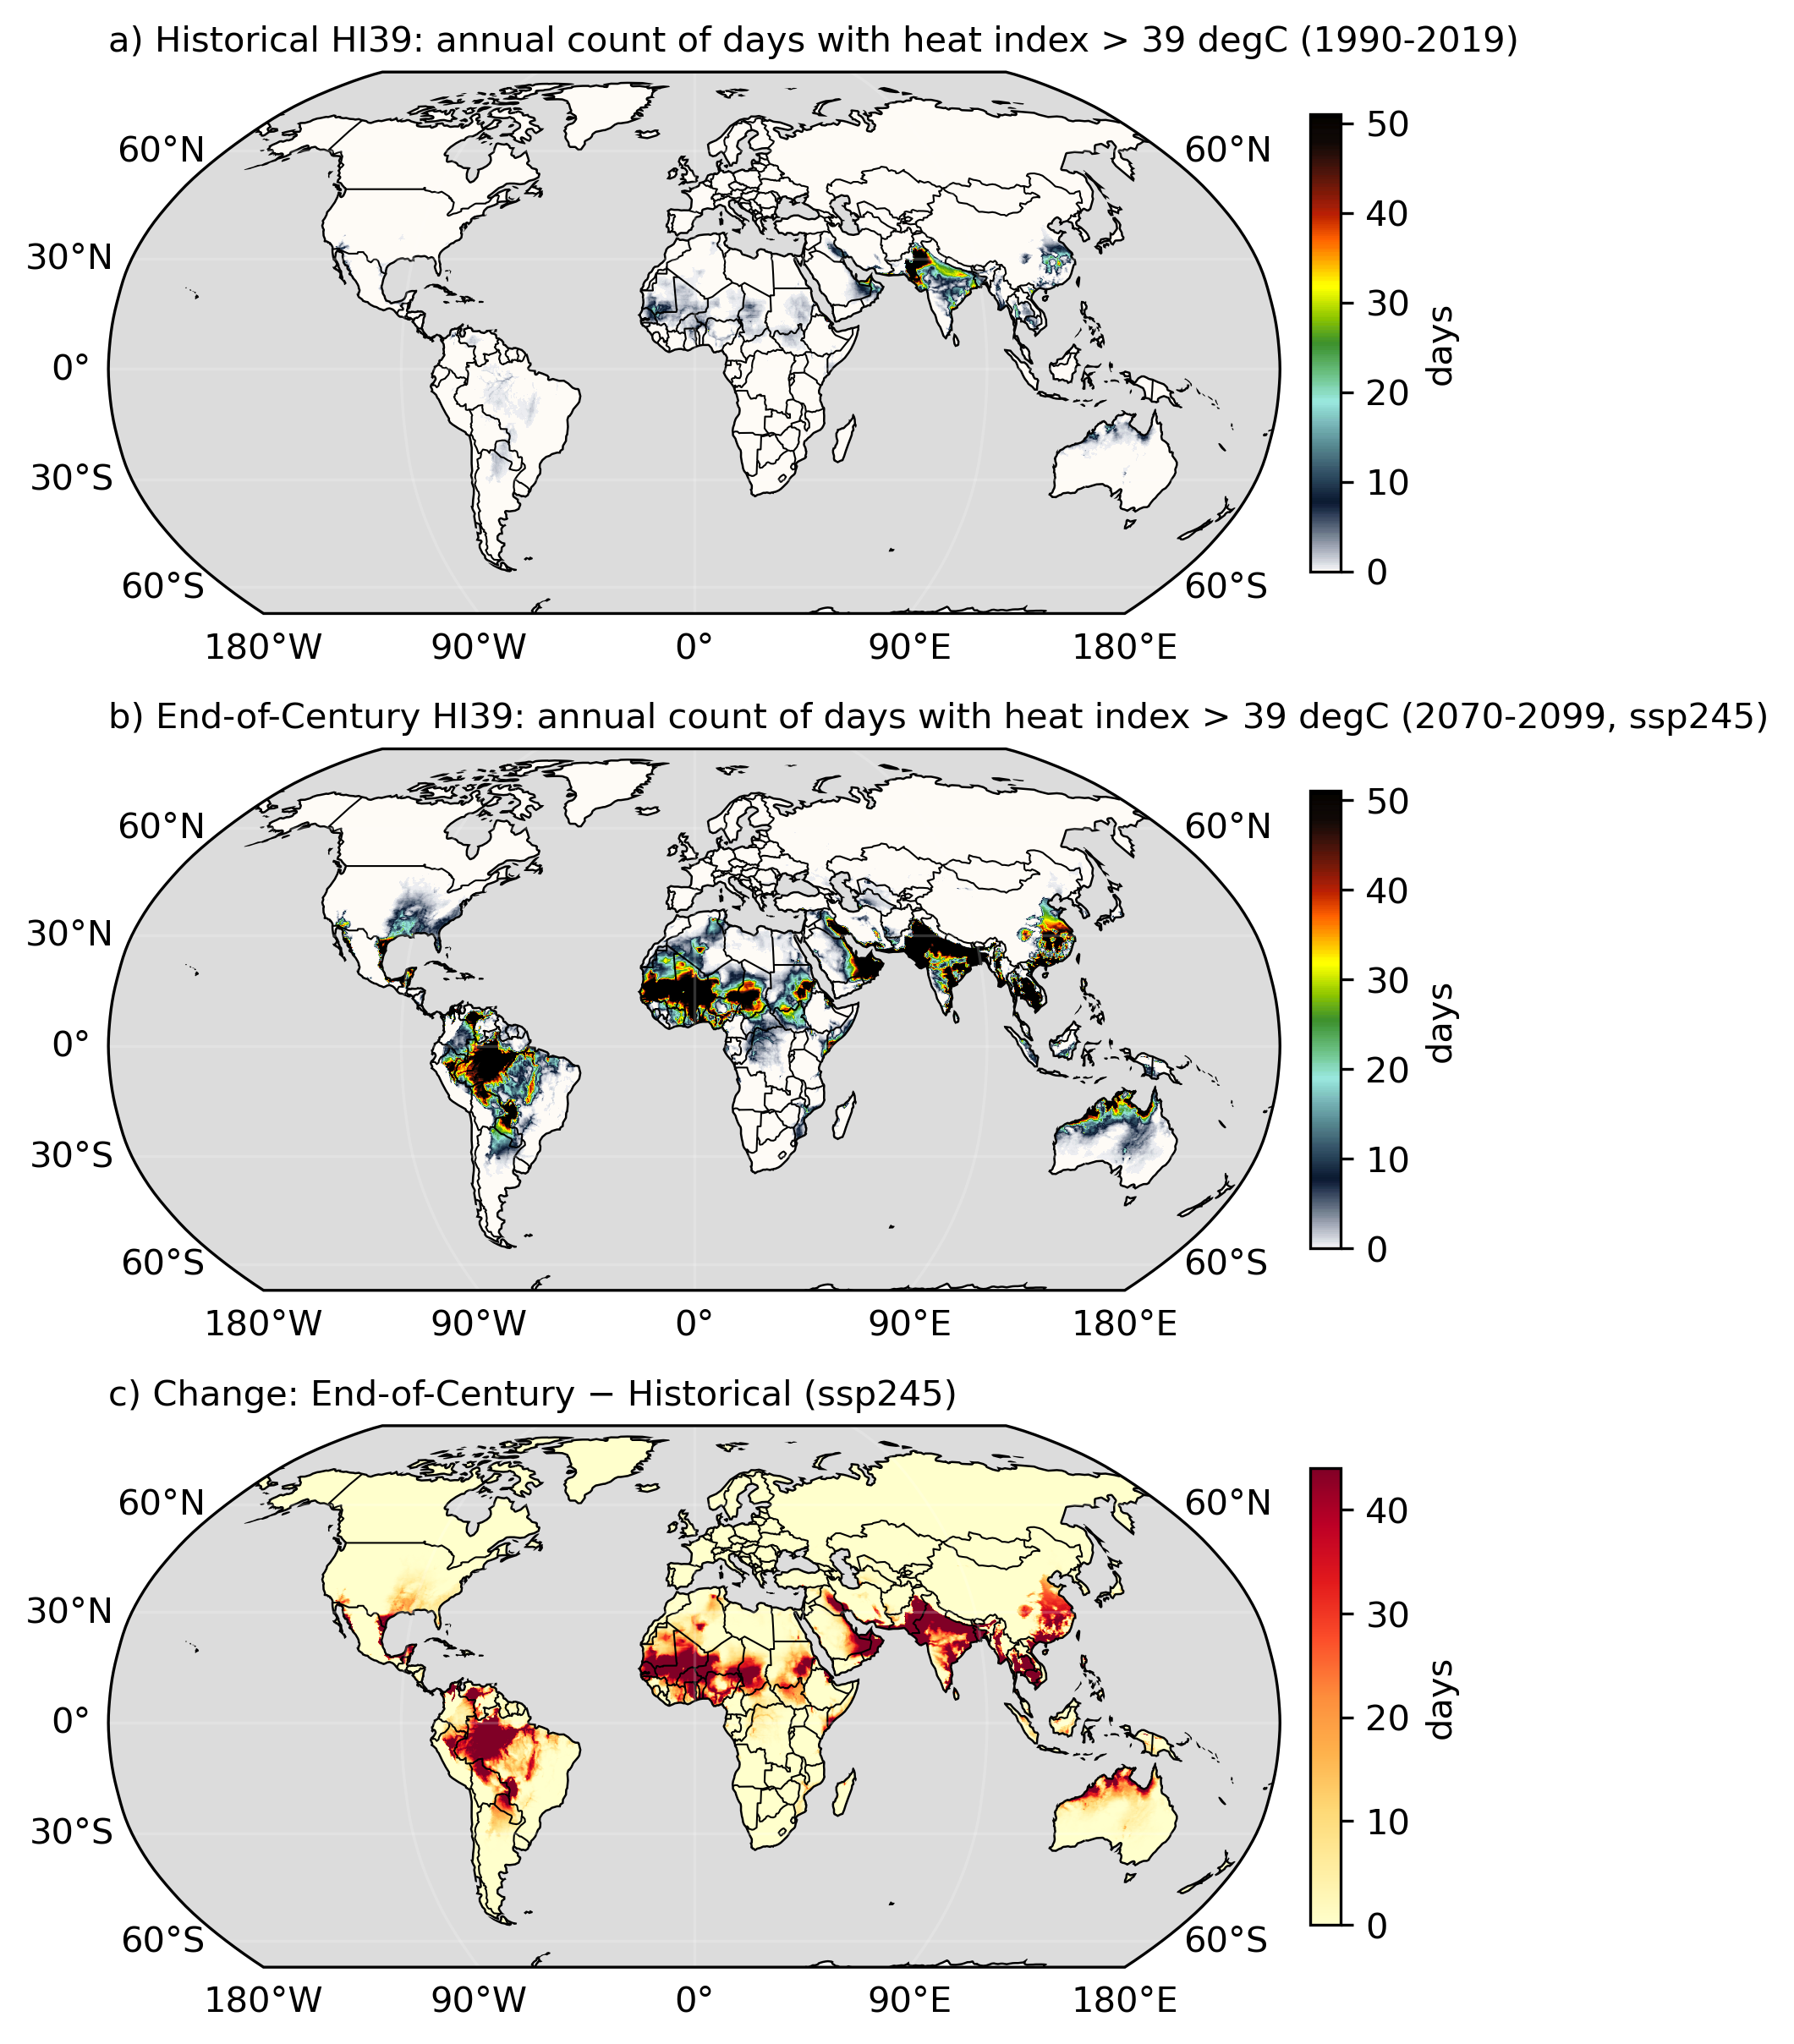 a) Historical HI39: annual count of days with heat index > 39 degC (1990-2019)
60°N 60°N
30°N
0°
30°S
60°S 60°S
180°W 90°W 0° 90°E 180°E
50
40
30
20
10
0
days
b) End-of-Century HI39: annual count of days with heat index > 39 degC (2070-2099, ssp245)
60°N 60°N
30°N
0°
30°S
60°S 60°S
180°W 90°W 0° 90°E 180°E
50
40
30
20
10
0
days
c) Change: End-of-Century − Historical (ssp245)
60°N 60°N
30°N
0°
30°S
60°S 60°S
180°W 90°W 0° 90°E 180°E
40
30
20
10
0
days